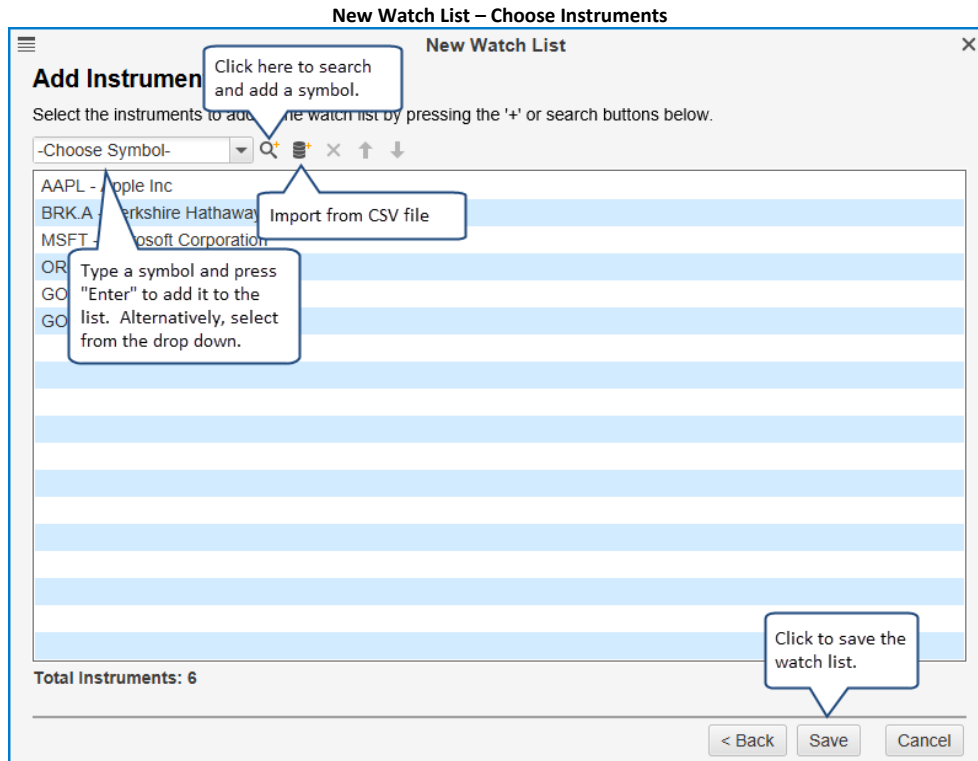 New Watch List – Choose Instruments
New Watch List
Add Instrumen
Click here to search
and add a symbol.
Select the instruments to add the watch list by pressing the '+' or search buttons below.
-Choose Symbol-
AAPL - Apple Inc
BRK.A - Berkshire Hathaway
Import from CSV file
MSFT - Microsoft Corporation
OR
GO
GO
Type a symbol and press
"Enter" to add it to the
list. Alternatively, select
from the drop down.
Click to save the
watch list.
Total Instruments: 6
< Back
Save
Cancel